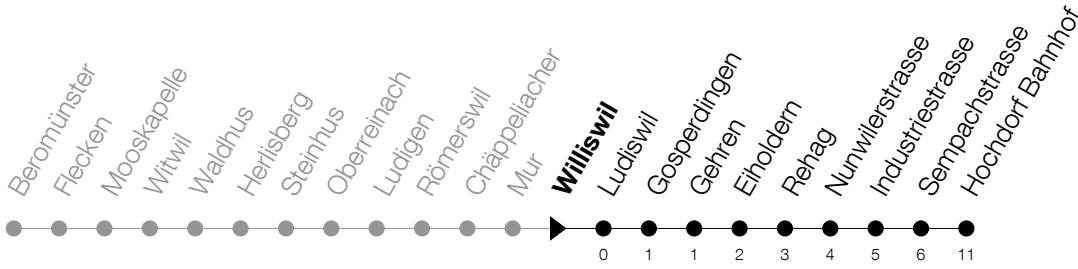 Beromünster
Flecken
Mooskapelle
Witwil
Waldhus
Herlisberg
Steinhus
Oberreinach
Ludigen
Römerswil
Chäppeliacher
Mur
Williswil
Ludiswil
Gosperdingen
Gehren
Eiholdern
Rehag
Nunwilerstrasse
Industriestrasse
Sempachstrasse
Hochdorf Bahnhof
0 1 1 2 3 4 5 6 11